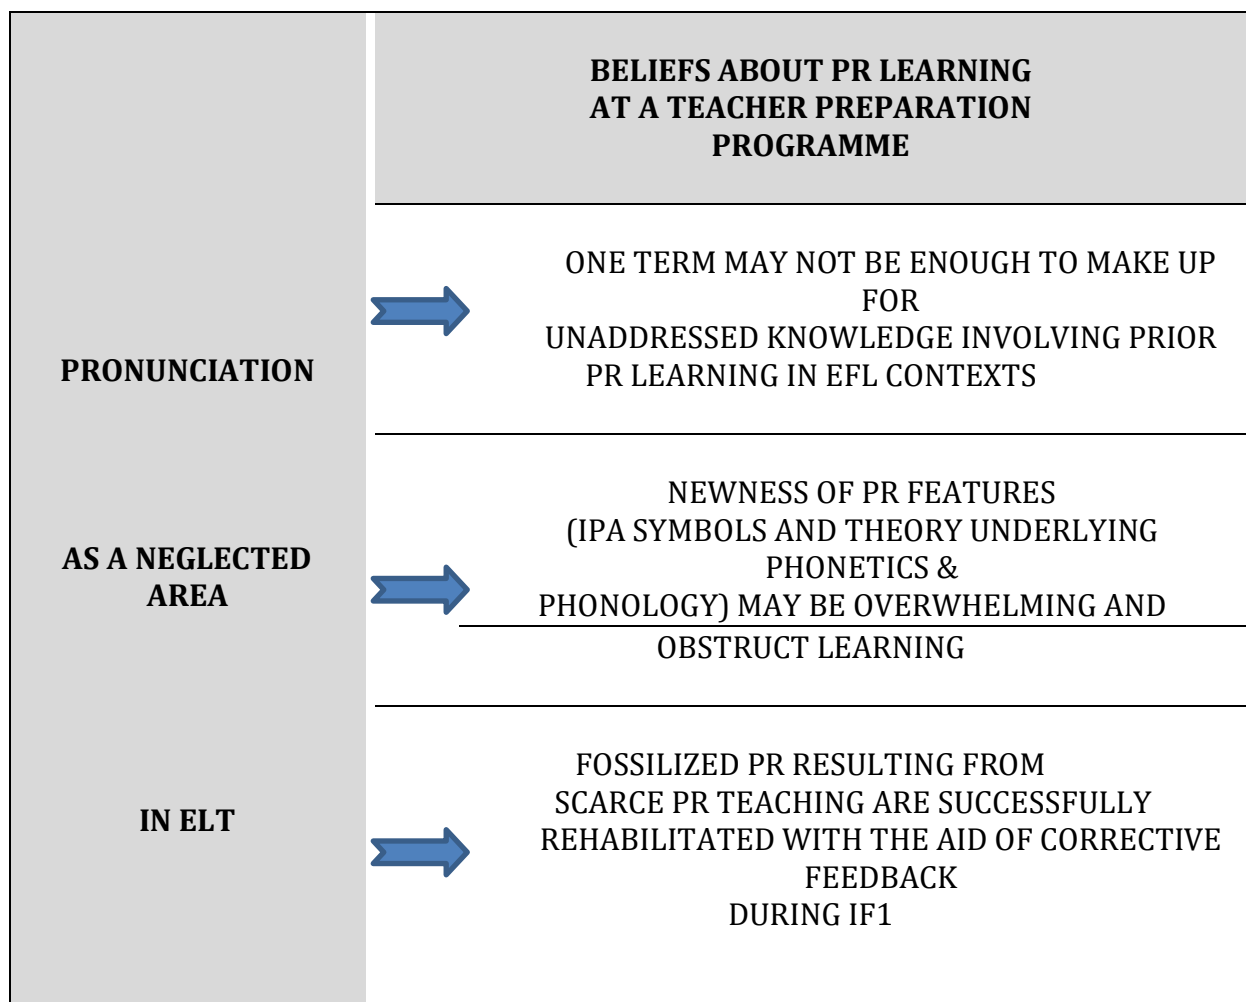 BELIEFS ABOUT PR LEARNING
AT A TEACHER PREPARATION
PROGRAMME
PRONUNCIATION
AS A NEGLECTED
AREA
IN ELT
ONE TERM MAY NOT BE ENOUGH TO MAKE UP
FOR
UNADDRESSED KNOWLEDGE INVOLVING PRIOR
PR LEARNING IN EFL CONTEXTS
NEWNESS OF PR FEATURES
(IPA SYMBOLS AND THEORY UNDERLYING
PHONETICS &
PHONOLOGY) MAY BE OVERWHELMING AND
OBSTRUCT LEARNING
FOSSILIZED PR RESULTING FROM
SCARCE PR TEACHING ARE SUCCESSFULLY
REHABILITATED WITH THE AID OF CORRECTIVE
FEEDBACK
DURING IF1